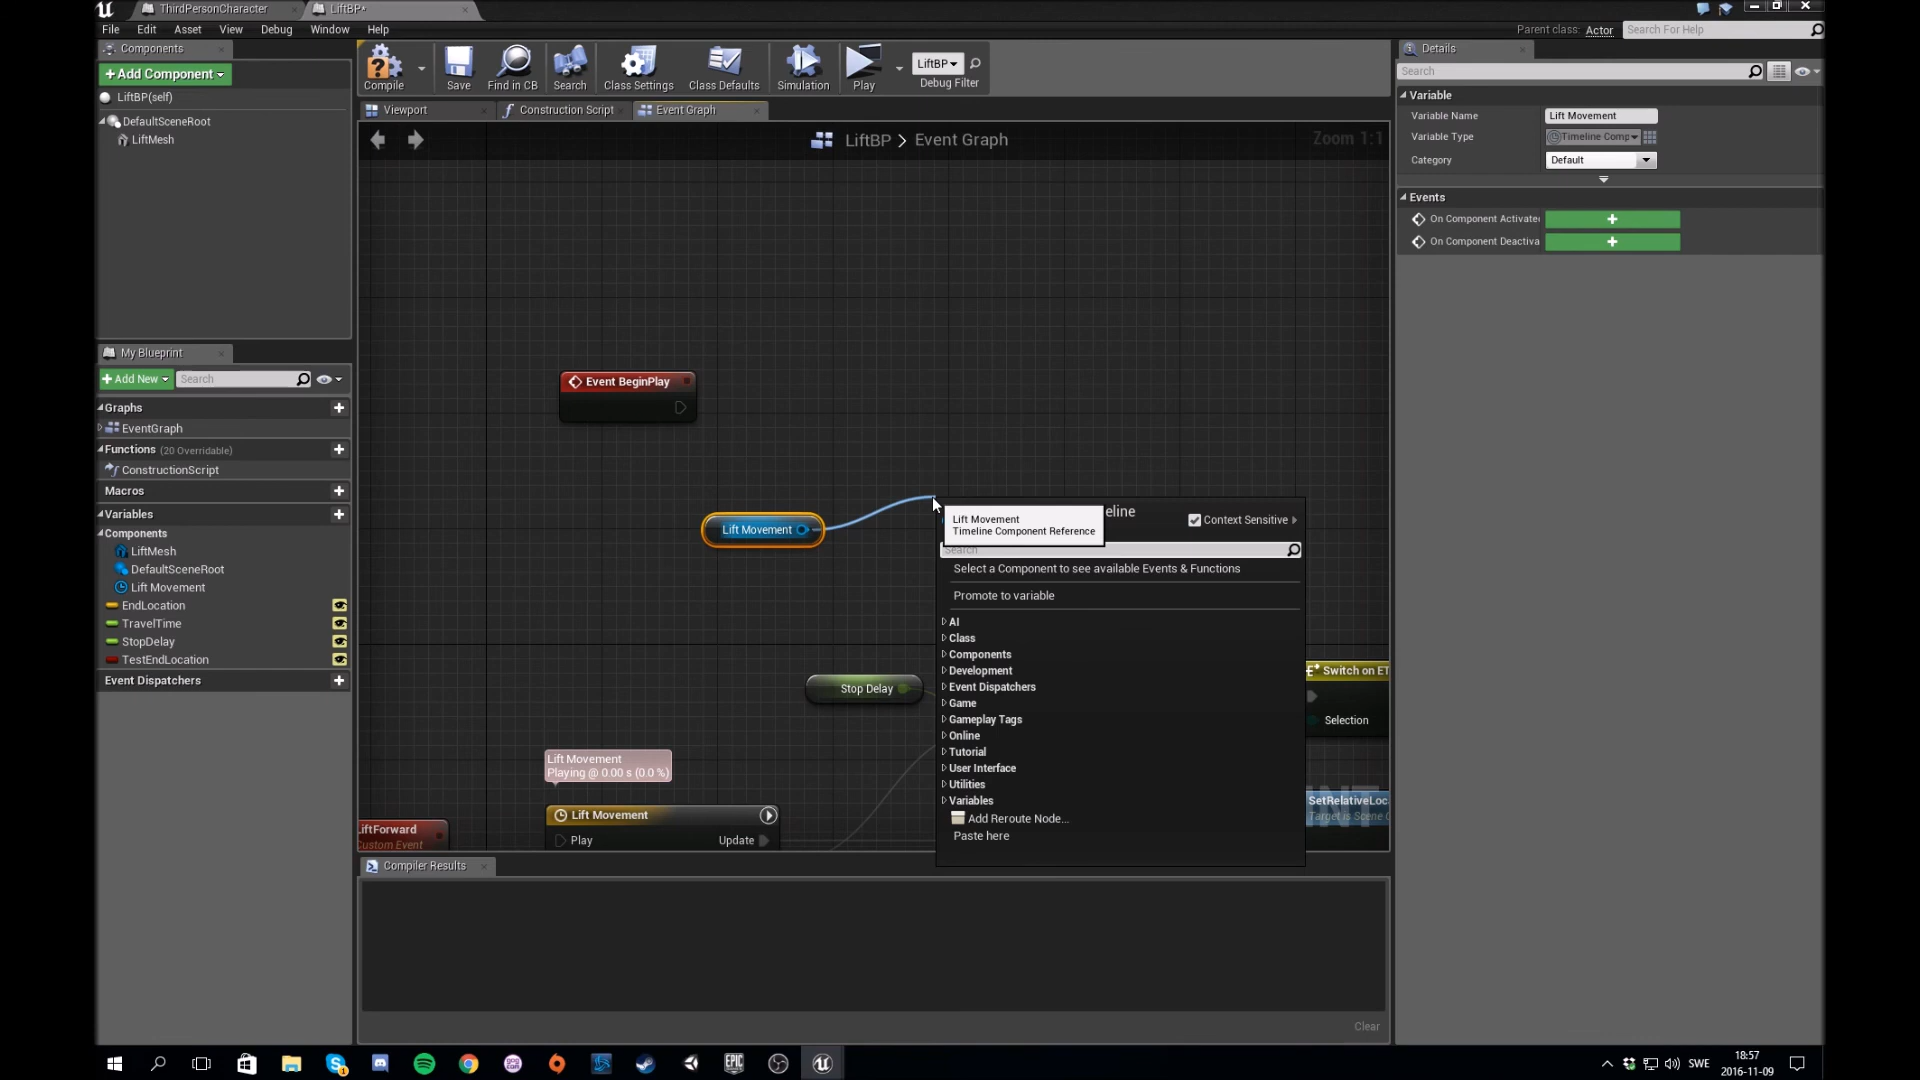 ThirdPersonCharacter
LiftBP*
File
Edit
Asset
View
Debug
Window
Help
Parent class: Actor
Search For Help
Components
+Add Component
LiftBP(self)
DefaultSceneRoot
LiftMesh
Compile
Save
Find in CB
Search
Class Settings
Class Defaults
Simulation
Play
LiftBP
Debug Filter
Viewport
Construction Script
Event Graph
LiftBP > Event Graph
Zoom 1:1
Details
Search
Variable
Variable Name
Lift Movement
Variable Type
Timeline Comp
Category
Default
Events
On Component Activate
On Component Deactiva
My Blueprint
+Add New
Search
Graphs
EventGraph
Functions (20 Overridable)
ConstructionScript
Macros
Variables
Components
LiftMesh
DefaultSceneRoot
Lift Movement
EndLocation
TravelTime
StopDelay
TestEndLocation
Event Dispatchers
Event BeginPlay
Lift Movement
Lift Movement
Timeline Component Reference
eline
Context Sensitive
Search
Select a Component to see available Events & Functions
Promote to variable
AI
Class
Components
Development
Event Dispatchers
Game
Gameplay Tags
Online
Tutorial
User Interface
Utilities
Variables
Add Reroute Node...
Paste here
Stop Delay
Switch on ET
Selection
Lift Movement
Playing @ 0.00 s (0.0 %)
Lift Movement
Play
Update
iftForward
Custom Event
SetRelativeLoc
Target is Scene C
NT
Compiler Results
Clear
SWE
18:57
2016-11-09